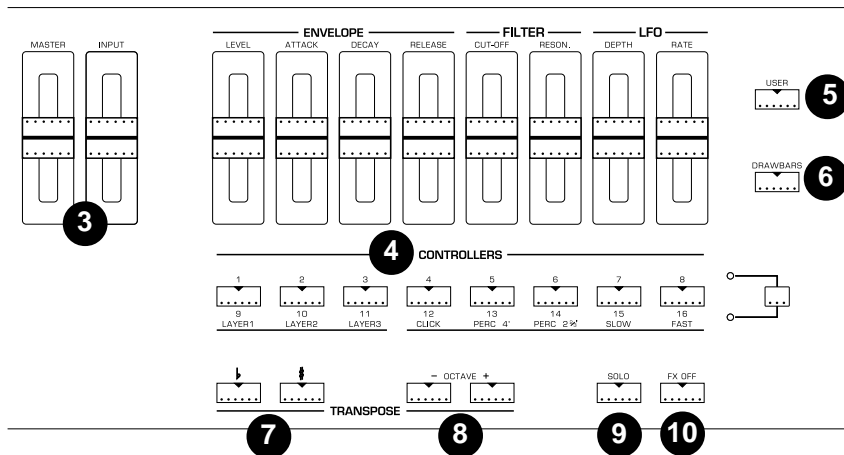 ENVELOPE FILTER LFO
MASTER INPUT LEVEL ATTACK DECAY RELEASE CUT-OFF RESON. DEPTH RATE
USER
5
DRAWBARS
6
3
4 CONTROLLERS
1 2 3 4 5 6 7 8
9 10 11 12 13 14 15 16
LAYER1 LAYER2 LAYER3 CLICK PERC 4' PERC 2⅔' SLOW FAST
♭ ♯ - OCTAVE + SOLO FX OFF
TRANSPOSE
7 8 9 10